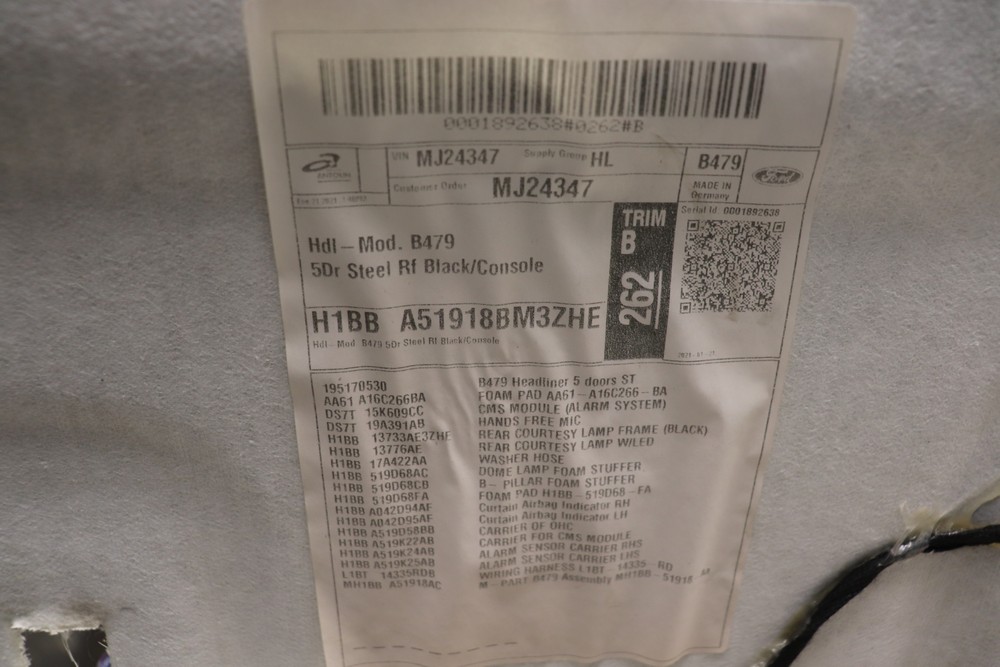 0001892638#0262#B
ANTOLIN
VIN MJ24347 Supply Group HL B479
Customer Order MJ24347 MADE IN Germany
Ford
Serial Id 0001892638
TRIM B 262
Hdl - Mod. B479
5Dr Steel Rf Black/Console
H1BB A51918BM3ZHE
Hdl - Mod B479 5Dr Steel Rf Black/Console
195170530 B479 Headliner 5 doors ST
AA61 A16C266BA FOAM PAD AA61-A16C266-BA
DS7T 15K609CC CMS MODULE (ALARM SYSTEM)
DS7T 19A391AB HANDS FREE MIC
H1BB 13733AE3ZHE REAR COURTESY LAMP FRAME (BLACK)
H1BB 13776AE REAR COURTESY LAMP W/LED
H1BB 17A422AA WASHER HOSE
H1BB 519D68AC DOME LAMP FOAM STUFFER
H1BB 519D68CB B- PILLAR FOAM STUFFER
H1BB 519D68FA FOAM PAD H1BB-519D68-FA
H1BB A042D94AF Curtain Airbag Indicator RH
H1BB A042D95AF Curtain Airbag Indicator LH
H1BB A519D58BB CARRIER OF OHC
H1BB A519K22AB CARRIER FOR CMS MODULE
H1BB A519K24AB ALARM SENSOR CARRIER RHS
H1BB A519K25AB ALARM SENSOR CARRIER LHS
L1BT 14335RDB WIRING HARNESS L1BT-14335-RD
MH1BB A51918AC M - PART B479 Assembly MH1BB-51918